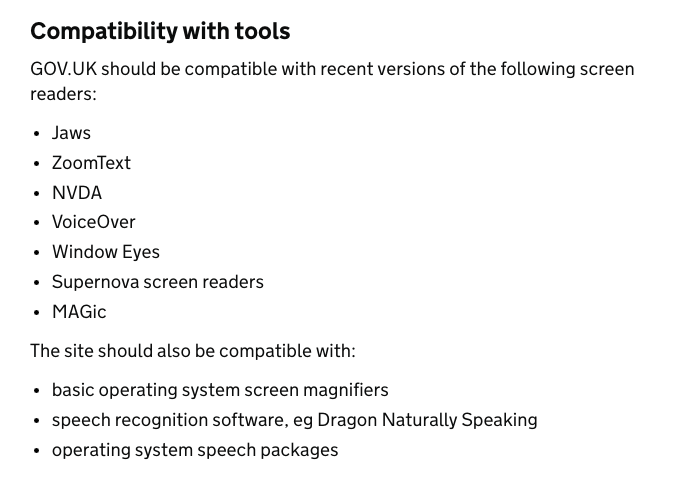 Compatibility with tools
GOV.UK should be compatible with recent versions of the following screen
readers:
• Jaws
• ZoomText
• NVDA
• VoiceOver
• Window Eyes
• Supernova screen readers
• MAGic
The site should also be compatible with:
• basic operating system screen magnifiers
• speech recognition software, eg Dragon Naturally Speaking
• operating system speech packages